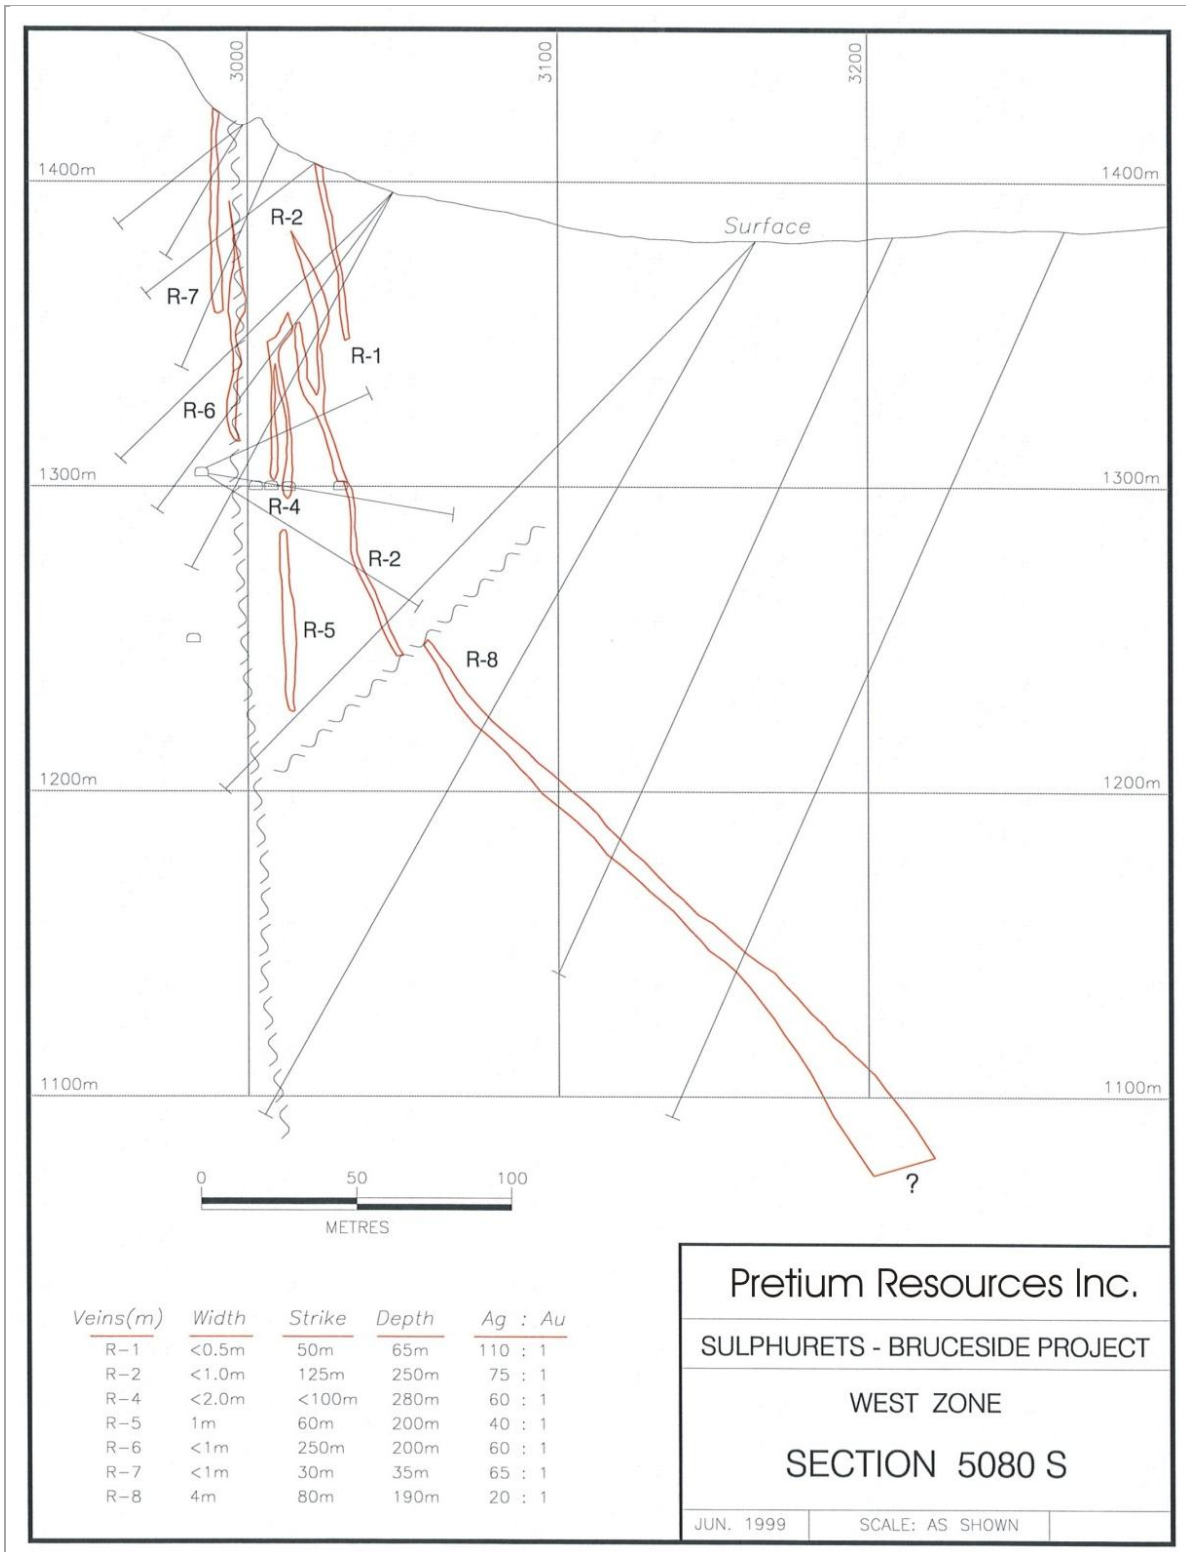 3000
3100
3200
1400m
1400m
R-2
Surface
R-7
R-1
R-6
1300m
1300m
R-4
R-2
D
R-5
R-8
1200m
1200m
1100m
1100m
?
0 50 100
METRES
Veins(m) Width Strike Depth Ag : Au
R-1 <0.5m 50m 65m 110 : 1
R-2 <1.0m 125m 250m 75 : 1
R-4 <2.0m <100m 280m 60 : 1
R-5 1m 60m 200m 40 : 1
R-6 <1m 250m 200m 60 : 1
R-7 <1m 30m 35m 65 : 1
R-8 4m 80m 190m 20 : 1
Pretium Resources Inc.
SULPHURETS - BRUCESIDE PROJECT
WEST ZONE
SECTION 5080 S
JUN. 1999 SCALE: AS SHOWN